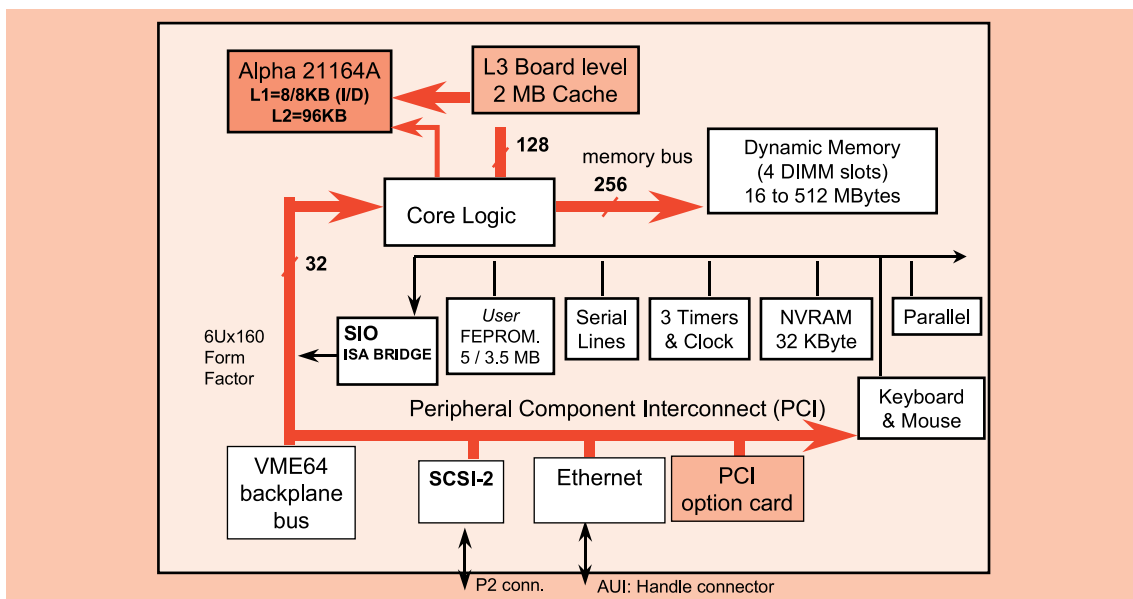 Alpha 21164A
L1=8/8KB (I/D)
L2=96KB
L3 Board level
2 MB Cache
128
memory bus
256
Dynamic Memory
(4 DIMM slots)
16 to 512 MBytes
Core Logic
32
6Ux160
Form
Factor
SIO
ISA BRIDGE
User
FEPROM.
5 / 3.5 MB
Serial
Lines
3 Timers
& Clock
NVRAM
32 KByte
Parallel
Keyboard
& Mouse
Peripheral Component Interconnect (PCI)
VME64
backplane
bus
SCSI-2
Ethernet
PCI
option card
P2 conn.
AUI: Handle connector